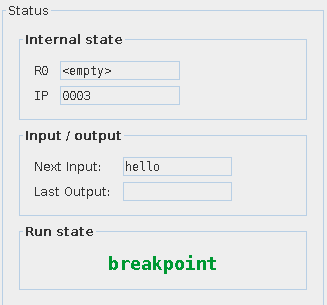 Status
Internal state
R0 <empty>
IP 0003
Input / output
Next Input: hello
Last Output:
Run state
breakpoint